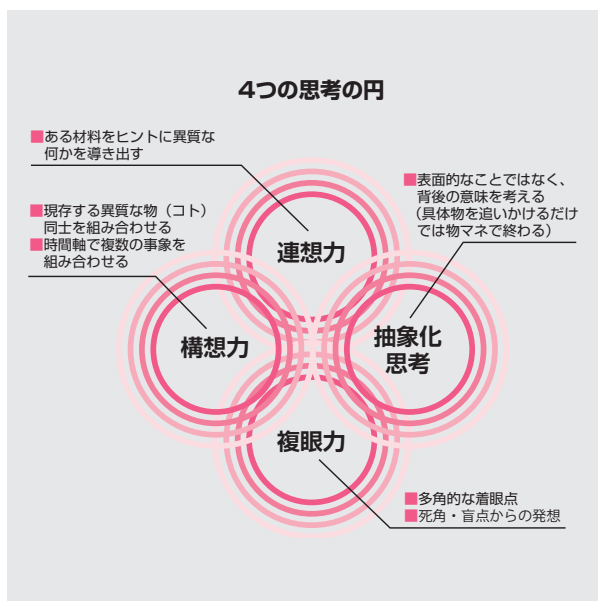 4つの思考の円
■ある材料をヒントに異質な
何かを導き出す
■現存する異質な物（コト）
同士を組み合わせる
■時間軸で複数の事象を
組み合わせる
■表面的なことではなく、
背後の意味を考える
（具体物を追いかけるだけ
では物マネで終わる）
連想力
構想力
抽象化
思考
複眼力
■多角的な着眼点
■死角・盲点からの発想